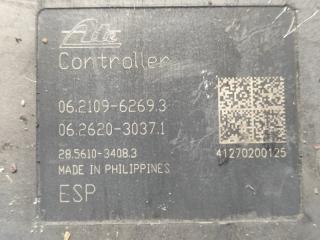 Ate
Controller
06.2109-6269.3
06.2620-3037.1
28.5610-3408.3
41270200125
MADE IN PHILIPPINES
ESP